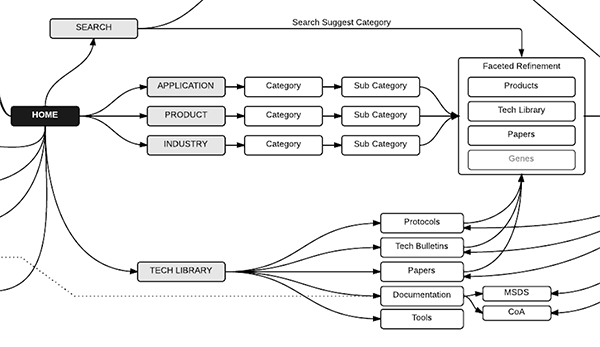 SEARCH
Search Suggest Category
Faceted Refinement
APPLICATION
Category
Sub Category
Products
HOME
PRODUCT
Category
Sub Category
Tech Library
INDUSTRY
Category
Sub Category
Papers
Genes
Protocols
Tech Bulletins
TECH LIBRARY
Papers
Documentation
MSDS
CoA
Tools